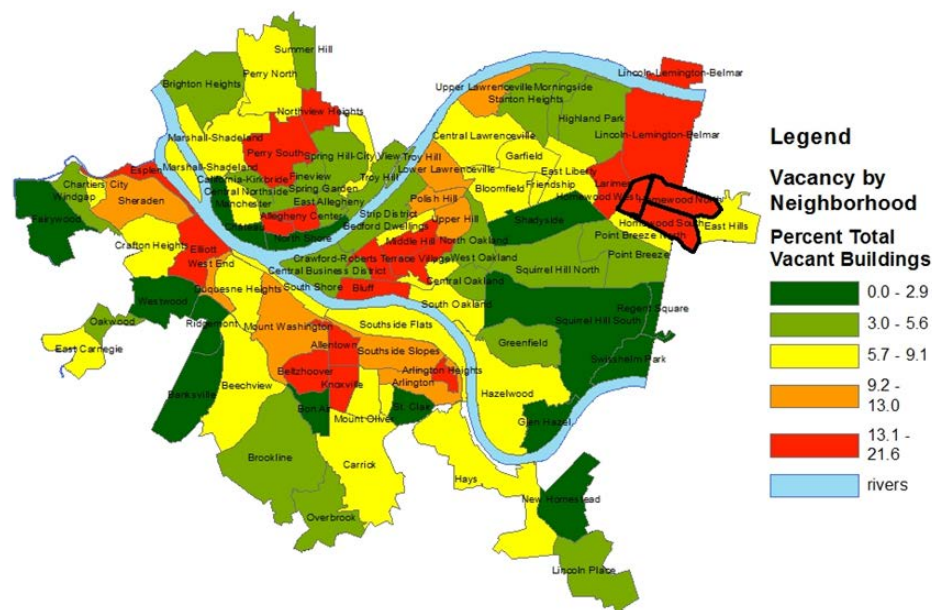 Summer Hill
Brighton Heights
Perry North
Lincoln-Lemington-Belmar
Upper Lawrenceville
Morningside
Stanton Heights
Northview Heights
Highland Park
Marshall-Shadeland
Central Lawrenceville
Lincoln-Lemington-Belmar
Perry South
Garfield
Spring Hill-City View
Troy Hill
Marshall-Shadeland
Lower Lawrenceville
East Liberty
Esplen
California-Kirkbride
Fineview
Troy Hill
Larimer
Chartiers City
Central Northside
Spring Garden
Bloomfield
Friendship
Homewood West
Homewood North
Windgap
Sheraden
Manchester
East Allegheny
Polish Hill
Fairywood
Chateau
Allegheny Center
Strip District
Upper Hill
Shadyside
Homewood South
East Hills
Bedford Dwellings
North Shore
Middle Hill
North Oakland
Point Breeze North
Crafton Heights
Elliott
Crawford-Roberts
Terrace Village
West Oakland
Point Breeze
West End
Central Business District
Squirrel Hill North
Bluff
Central Oakland
Duquesne Heights
South Shore
Westwood
South Oakland
Regent Square
Oakwood
Ridgemont
Mount Washington
Southside Flats
Squirrel Hill South
East Carnegie
Allentown
Southside Slopes
Greenfield
Swisshelm Park
Beltzhoover
Arlington Heights
Beechview
Knoxville
Arlington
Banksville
Bon Air
St. Clair
Hazelwood
Mount Oliver
Glen Hazel
Brookline
Carrick
Hays
New Homestead
Overbrook
Lincoln Place
Legend
Vacancy by
Neighborhood
Percent Total
Vacant Buildings
0.0 - 2.9
3.0 - 5.6
5.7 - 9.1
9.2 -
13.0
13.1 -
21.6
rivers